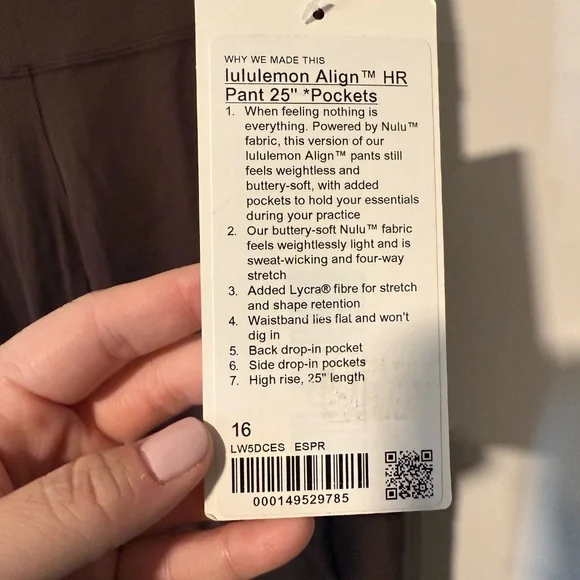 WHY WE MADE THIS
lululemon Align™ HR
Pant 25" *Pockets
1. When feeling nothing is
everything. Powered by Nulu™
fabric, this version of our
lululemon Align™ pants still
feels weightless and
buttery-soft, with added
pockets to hold your essentials
during your practice
2. Our buttery-soft Nulu™ fabric
feels weightlessly light and is
sweat-wicking and four-way
stretch
3. Added Lycra® fibre for stretch
and shape retention
4. Waistband lies flat and won't
dig in
5. Back drop-in pocket
6. Side drop-in pockets
7. High rise, 25" length
16
LW5DCES ESPR
000149529785